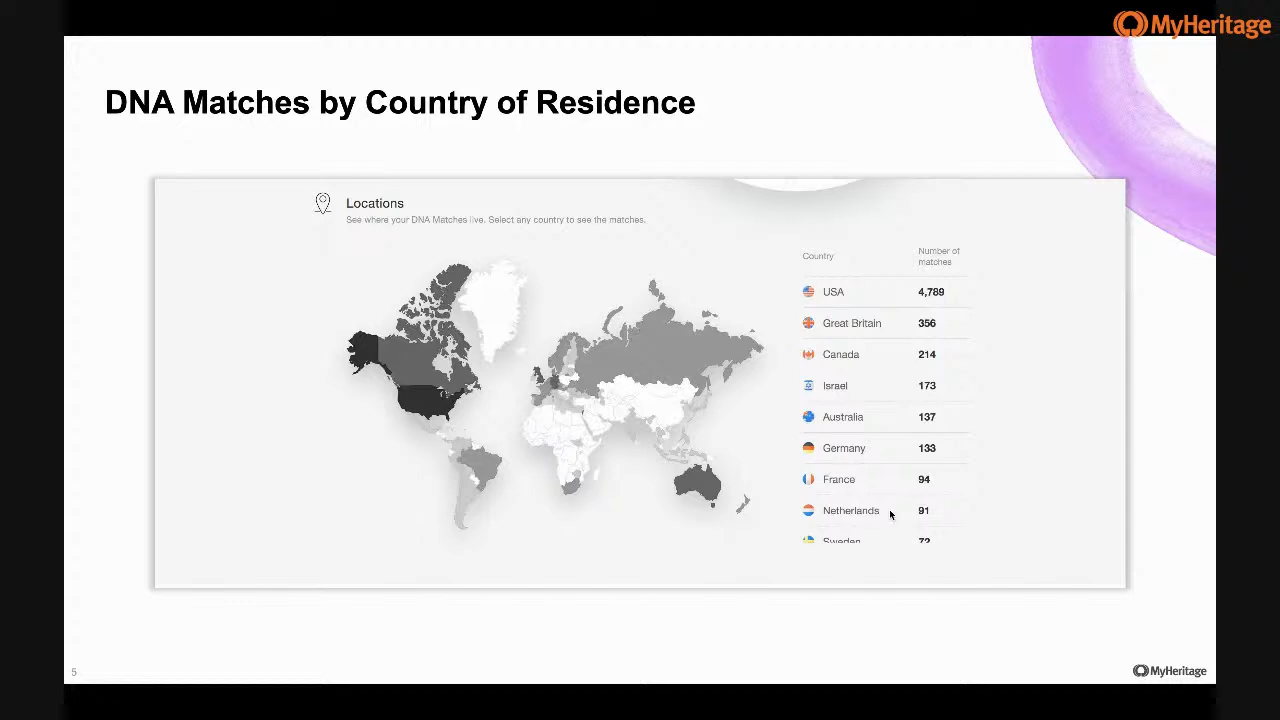 MyHeritage
DNA Matches by Country of Residence
Locations
See where your DNA Matches live. Select any country to see the matches.
Country
Number of
matches
USA 4,789
Great Britain 356
Canada 214
Israel 173
Australia 137
Germany 133
France 94
Netherlands 91
Sweden 72
5
MyHeritage